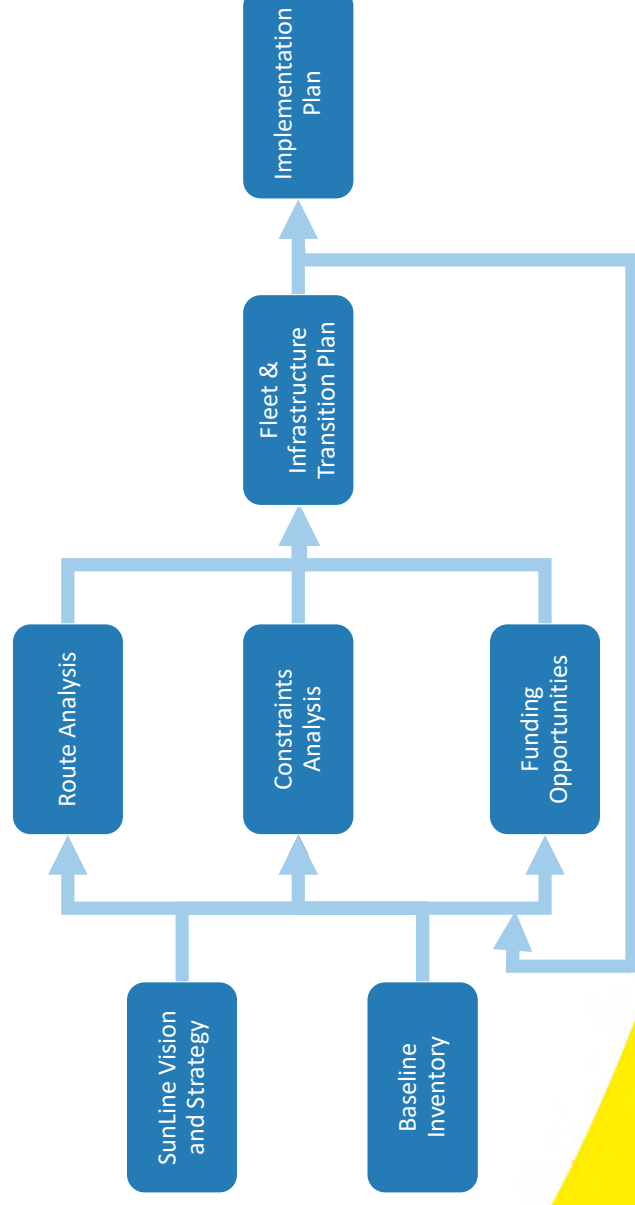 SunLine Vision
and Strategy
Baseline
Inventory
Route Analysis
Constraints
Analysis
Funding
Opportunities
Fleet &
Infrastructure
Transition Plan
Implementation
Plan